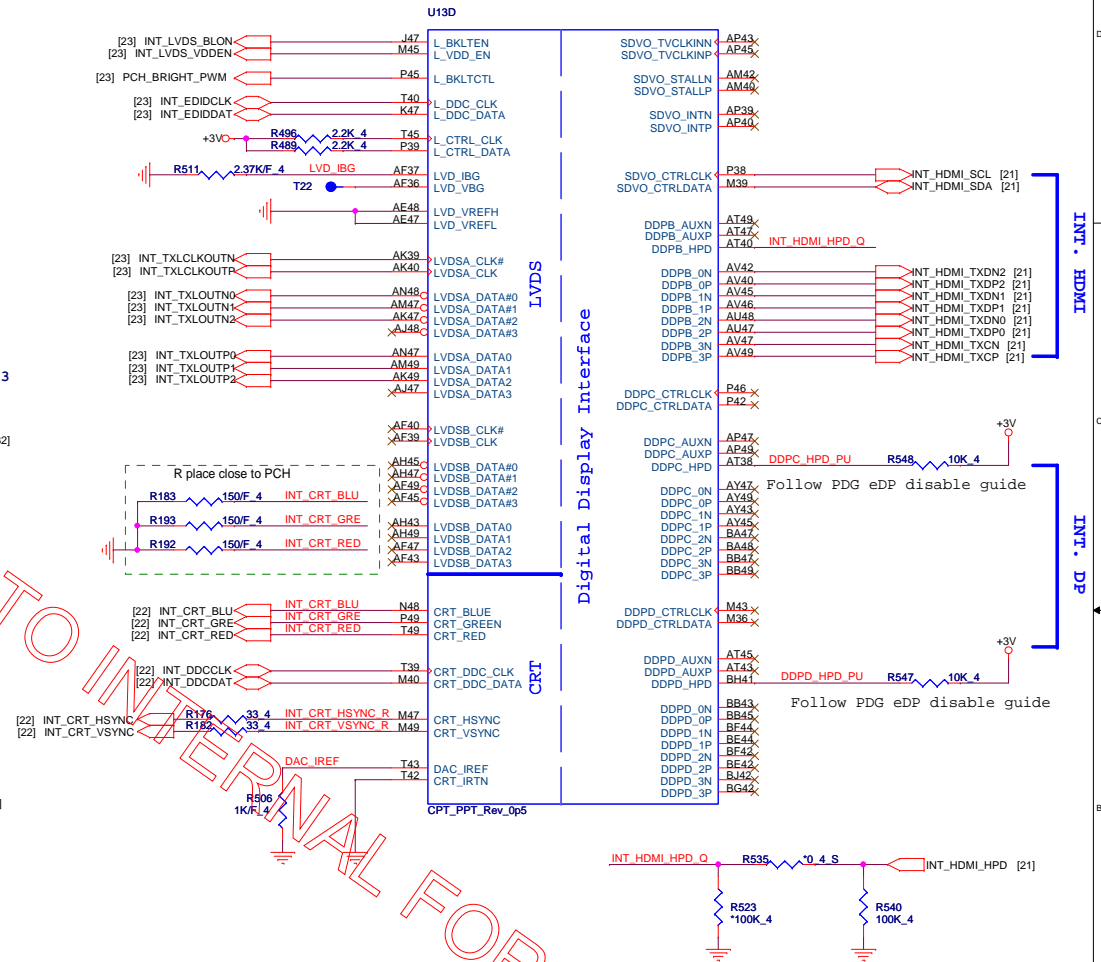 U13D
[23] INT_LVDS_BLON J47 L_BKLTEN
[23] INT_LVDS_VDDEN M45 L_VDD_EN
[23] PCH_BRIGHT_PWM P45 L_BKLTCTL
[23] INT_EDIDCLK T40 L_DDC_CLK
[23] INT_EDIDDAT K47 L_DDC_DATA
+3V R496 2.2K_4 T45 L_CTRL_CLK
R489 2.2K_4 P39 L_CTRL_DATA
R511 2.37K/F_4 LVD_IBG AF37 LVD_IBG
T22 AF36 LVD_VBG
AE48 LVD_VREFH
AE47 LVD_VREFL
[23] INT_TXLCLKOUTN AK39 LVDSA_CLK#
[23] INT_TXLCLKOUTP AK40 LVDSA_CLK
[23] INT_TXLOUTN0 AN48 LVDSA_DATA#0
[23] INT_TXLOUTN1 AM47 LVDSA_DATA#1
[23] INT_TXLOUTN2 AK47 LVDSA_DATA#2
AJ48 LVDSA_DATA#3
[23] INT_TXLOUTP0 AN47 LVDSA_DATA0
[23] INT_TXLOUTP1 AM49 LVDSA_DATA1
[23] INT_TXLOUTP2 AK49 LVDSA_DATA2
AJ47 LVDSA_DATA3
AF40 LVDSB_CLK#
AF39 LVDSB_CLK
AH45 LVDSB_DATA#0
AH47 LVDSB_DATA#1
AF49 LVDSB_DATA#2
AF45 LVDSB_DATA#3
AH43 LVDSB_DATA0
AH49 LVDSB_DATA1
AF47 LVDSB_DATA2
AF43 LVDSB_DATA3
R place close to PCH
R183 150/F_4 INT_CRT_BLU
R193 150/F_4 INT_CRT_GRE
R192 150/F_4 INT_CRT_RED
[22] INT_CRT_BLU INT_CRT_BLU N48 CRT_BLUE
[22] INT_CRT_GRE INT_CRT_GRE P49 CRT_GREEN
[22] INT_CRT_RED INT_CRT_RED T49 CRT_RED
[22] INT_DDCCLK T39 CRT_DDC_CLK
[22] INT_DDCDAT M40 CRT_DDC_DATA
[22] INT_CRT_HSYNC R176 33_4 INT_CRT_HSYNC_R M47 CRT_HSYNC
[22] INT_CRT_VSYNC R182 33_4 INT_CRT_VSYNC_R M49 CRT_VSYNC
DAC_IREF T43 DAC_IREF
T42 CRT_IRTN
R506
1K/F_4
CPT_PPT_Rev_0p5
LVDS
CRT
Digital Display Interface
SDVO_TVCLKINN AP43
SDVO_TVCLKINP AP45
SDVO_STALLN AM42
SDVO_STALLP AM40
SDVO_INTN AP39
SDVO_INTP AP40
SDVO_CTRLCLK P38 INT_HDMI_SCL [21]
SDVO_CTRLDATA M39 INT_HDMI_SDA [21]
DDPB_AUXN AT49
DDPB_AUXP AT47
DDPB_HPD AT40 INT_HDMI_HPD_Q
DDPB_0N AV42 INT_HDMI_TXDN2 [21]
DDPB_0P AV40 INT_HDMI_TXDP2 [21]
DDPB_1N AV45 INT_HDMI_TXDN1 [21]
DDPB_1P AV46 INT_HDMI_TXDP1 [21]
DDPB_2N AU48 INT_HDMI_TXDN0 [21]
DDPB_2P AU47 INT_HDMI_TXDP0 [21]
DDPB_3N AV47 INT_HDMI_TXCN [21]
DDPB_3P AV49 INT_HDMI_TXCP [21]
INT. HDMI
DDPC_CTRLCLK P46
DDPC_CTRLDATA P42
DDPC_AUXN AP47
DDPC_AUXP AP49
DDPC_HPD AT38 DDPC_HPD_PU R548 10K_4 +3V
Follow PDG eDP disable guide
DDPC_0N AY47
DDPC_0P AY49
DDPC_1N AY43
DDPC_1P AY45
DDPC_2N BA47
DDPC_2P BA48
DDPC_3N BB47
DDPC_3P BB49
INT. DP
DDPD_CTRLCLK M43
DDPD_CTRLDATA M36
DDPD_AUXN AT45
DDPD_AUXP AT43
DDPD_HPD BH41 DDPD_HPD_PU R547 10K_4 +3V
Follow PDG eDP disable guide
DDPD_0N BB43
DDPD_0P BB45
DDPD_1N BF44
DDPD_1P BE44
DDPD_2N BF42
DDPD_2P BE42
DDPD_3N BJ42
DDPD_3P BG42
INT_HDMI_HPD_Q R535 *0_4_S INT_HDMI_HPD [21]
R523
*100K_4
R540
100K_4
TO INTERNAL FOR
3
2]
]
D
C
B